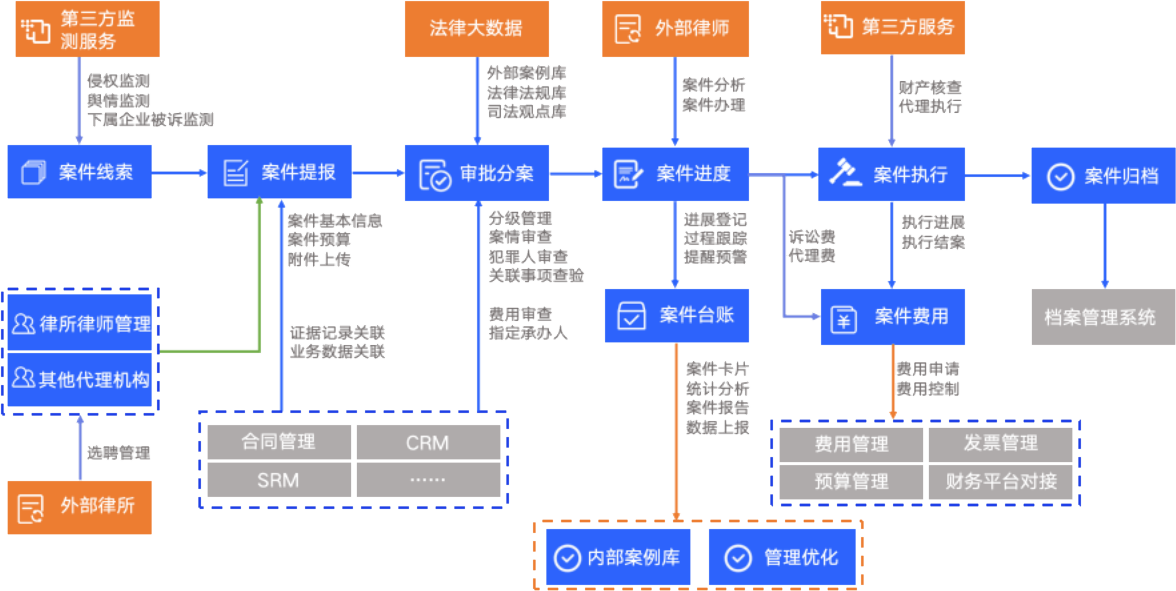 第三方监
测服务
法律大数据
外部律师
第三方服务
侵权监测
舆情监测
下属企业被诉监测
外部案例库
法律法规库
司法观点库
案件分析
案件办理
财产核查
代理执行
案件线索
案件提报
审批分案
案件进度
案件执行
案件归档
案件基本信息
案件预算
附件上传
分级管理
案情审查
犯罪人审查
关联事项查验
费用审查
指定承办人
进展登记
过程跟踪
提醒预警
诉讼费
代理费
执行进展
执行结案
律所律师管理
其他代理机构
证据记录关联
业务数据关联
案件台账
案件费用
档案管理系统
案件卡片
统计分析
案件报告
数据上报
费用申请
费用控制
选聘管理
外部律所
合同管理
CRM
SRM
……
费用管理
发票管理
预算管理
财务平台对接
内部案例库
管理优化